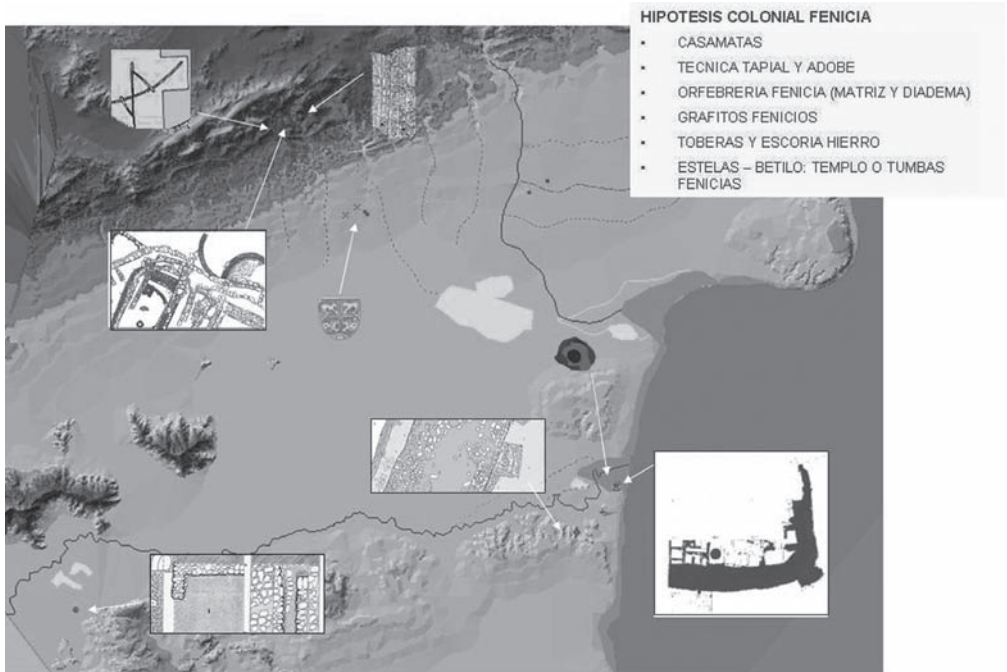 HIPOTESIS COLONIAL FENICIA
▪ CASAMATAS
▪ TECNICA TAPIAL Y ADOBE
▪ ORFEBRERIA FENICIA (MATRIZ Y DIADEMA)
▪ GRAFITOS FENICIOS
▪ TOBERAS Y ESCORIA HIERRO
▪ ESTELAS – BETILO: TEMPLO O TUMBAS
FENICIAS